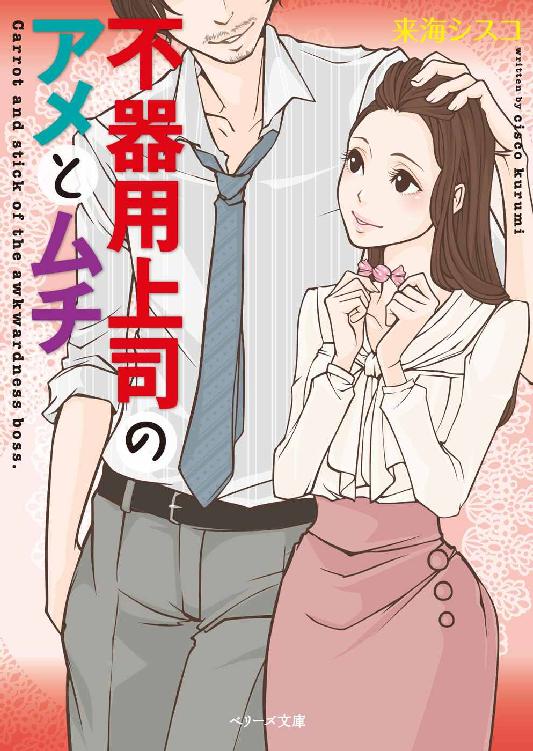 不器用上司の
アメとムチ
Carrot and stick of the awkwardness boss.
来海シスコ
written by cisco kurumi
ベリーズ文庫